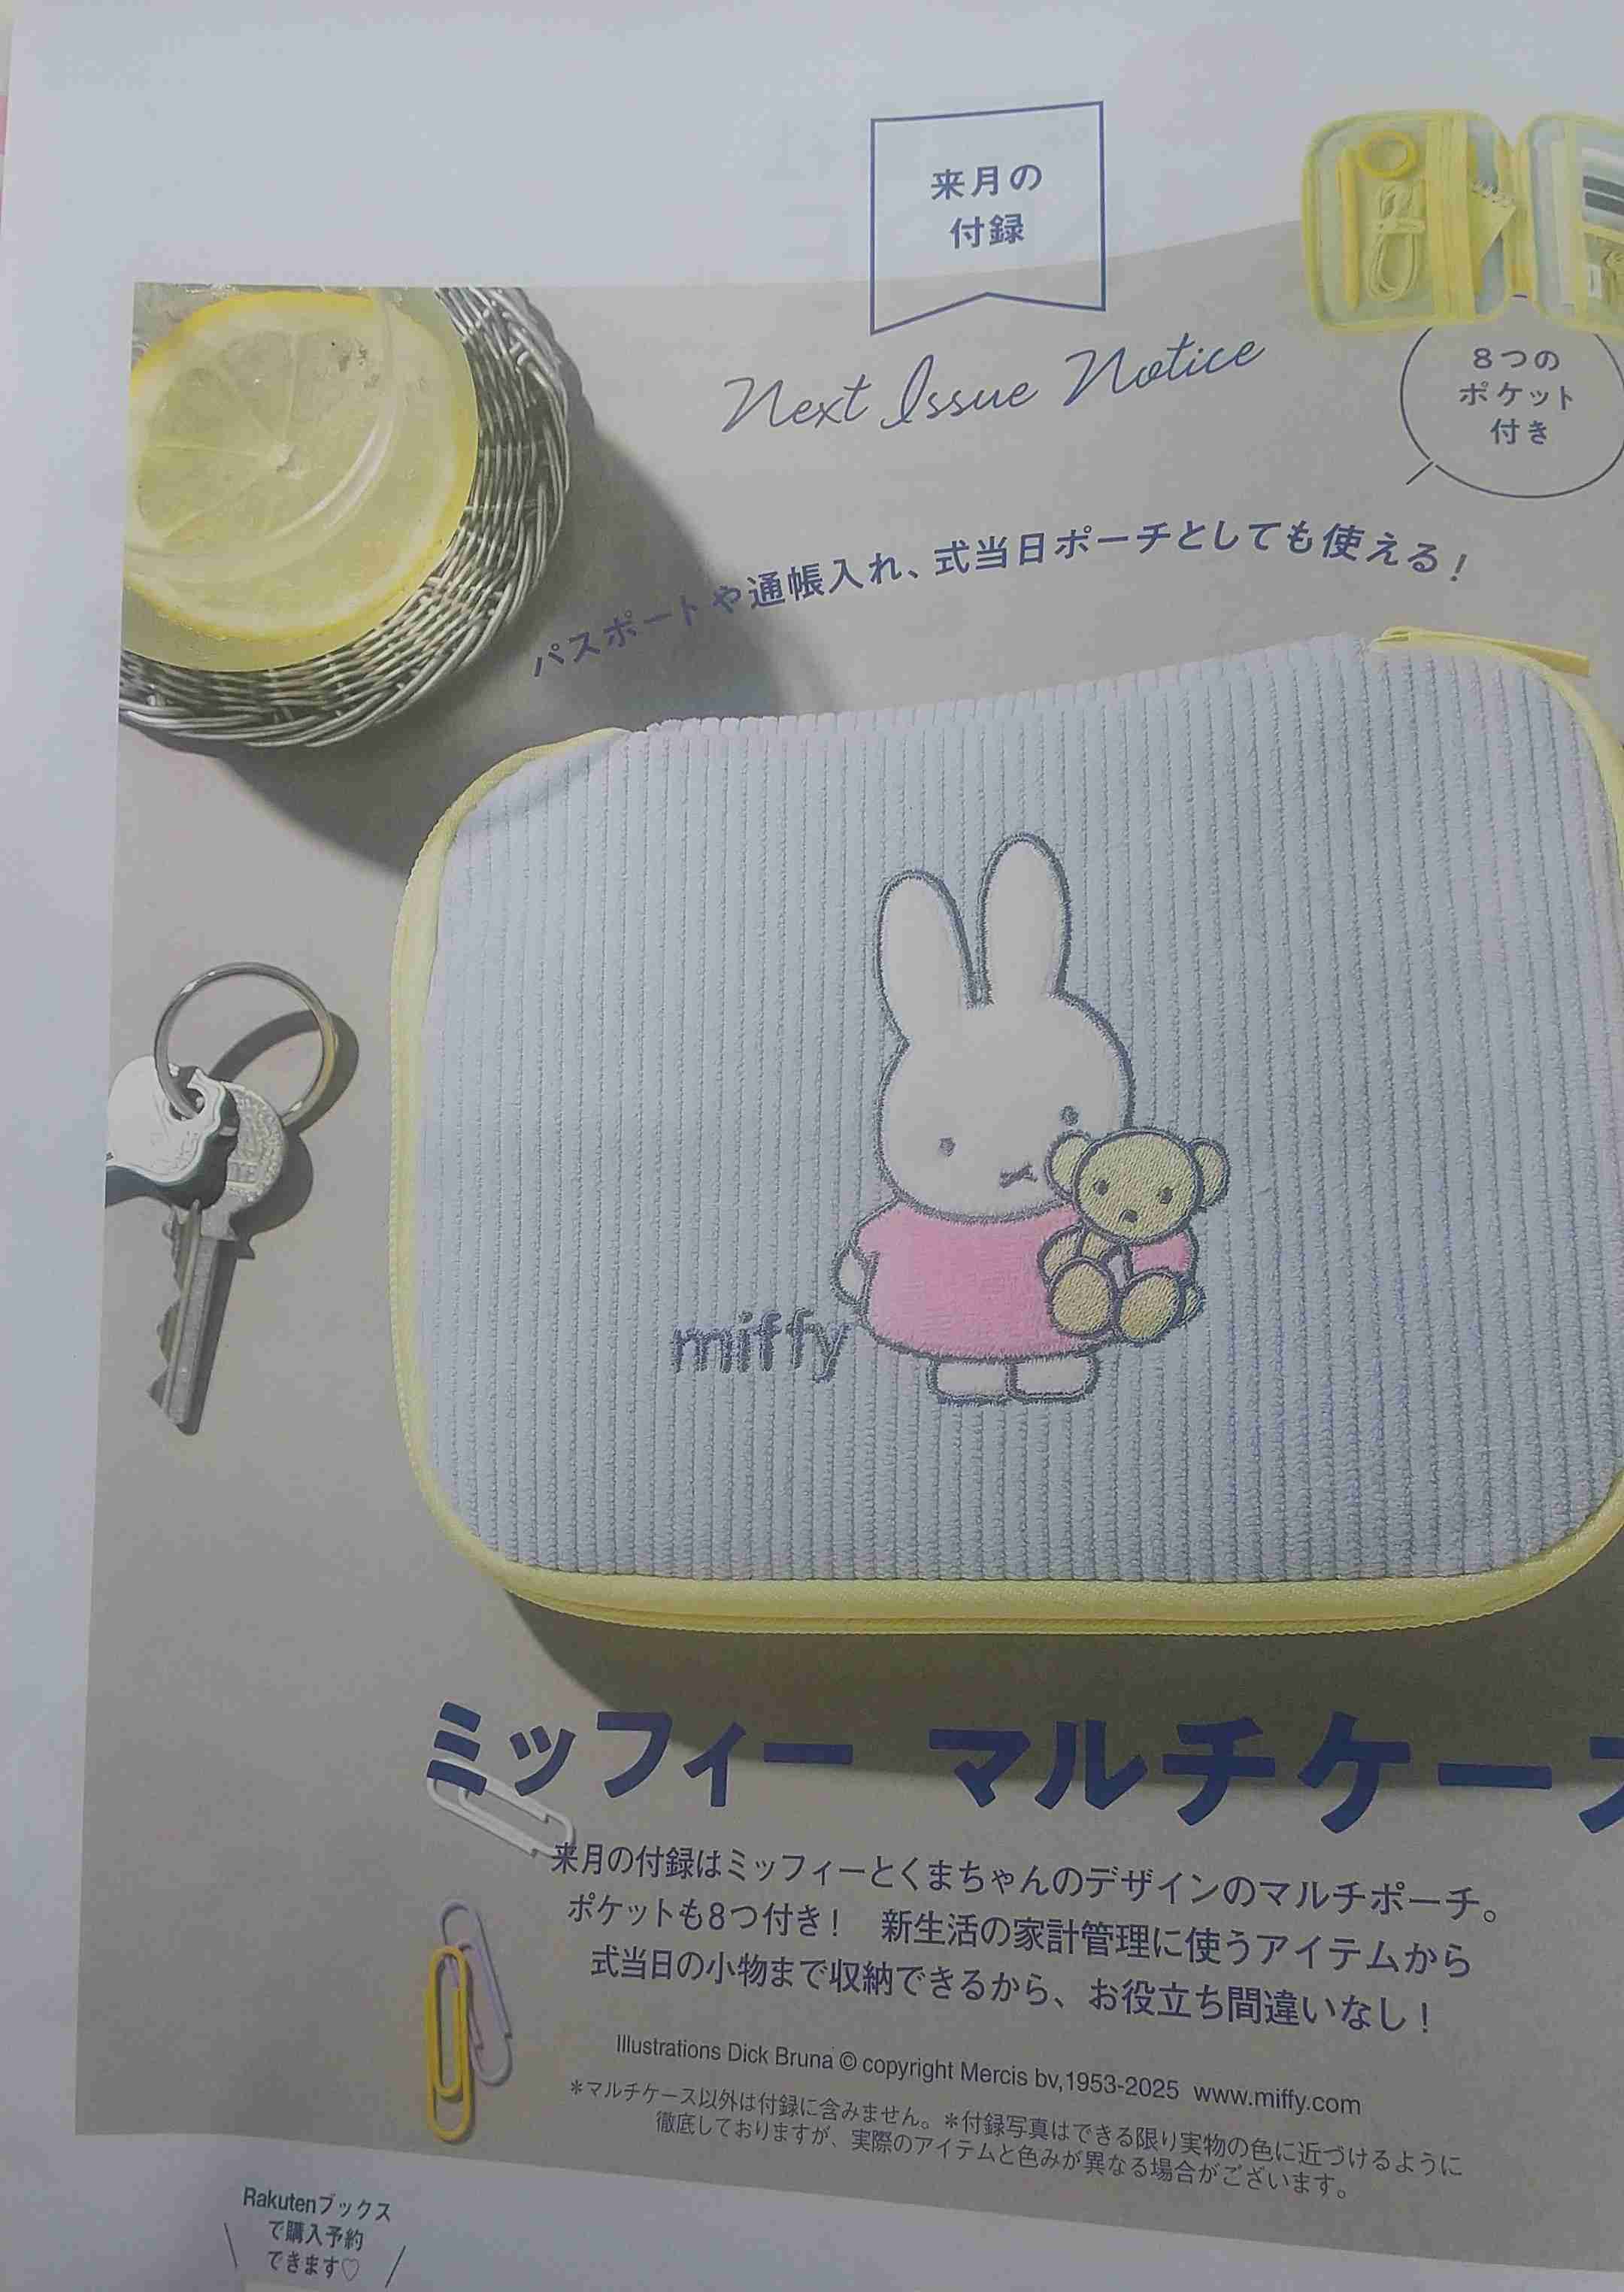 来月の
付録
Next Issue Notice
8つの
ポケット
付き
パスポートや通帳入れ、式当日ポーチとしても使える！
miffy
ミッフィー マルチケー
来月の付録はミッフィーとくまちゃんのデザインのマルチポーチ。
ポケットも8つ付き！ 新生活の家計管理に使うアイテムから
式当日の小物まで収納できるから、お役立ち間違いなし！
Illustrations Dick Bruna © copyright Mercis bv,1953-2025 www.miffy.com
＊マルチケース以外は付録に含みません。＊付録写真はできる限り実物の色に近づけるように
徹底しておりますが、実際のアイテムと色みが異なる場合がございます。
Rakutenブックス
で購入予約
できます♡